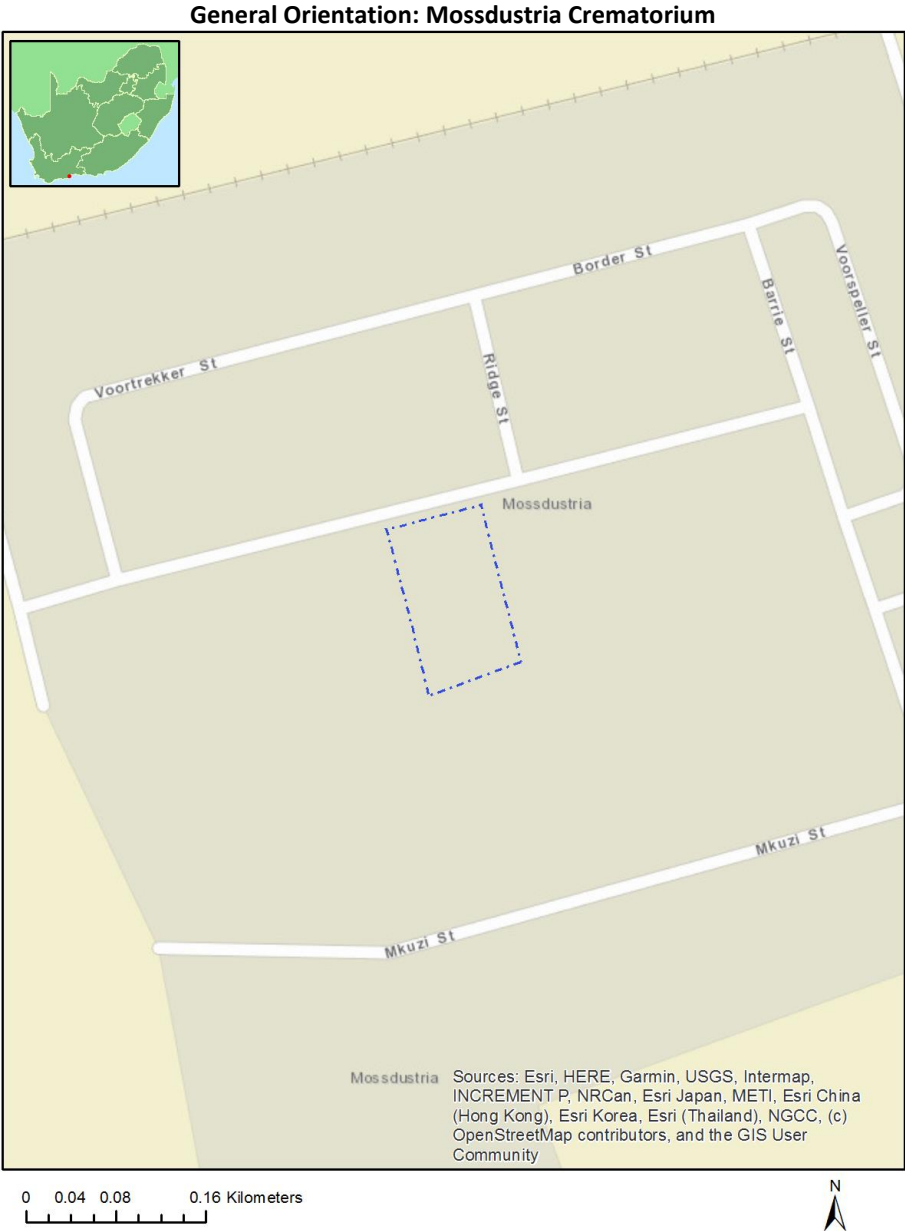 General Orientation: Mossdustria Crematorium
Border St
Voorspeller St
Barrie St
Voortrekker St
Ridge St
Mossdustria
Mkuzi St
Mkuzi St
Mossdustria
Sources: Esri, HERE, Garmin, USGS, Intermap,
INCREMENT P, NRCan, Esri Japan, METI, Esri China
(Hong Kong), Esri Korea, Esri (Thailand), NGCC, (c)
OpenStreetMap contributors, and the GIS User
Community
0 0.04 0.08 0.16 Kilometers
N